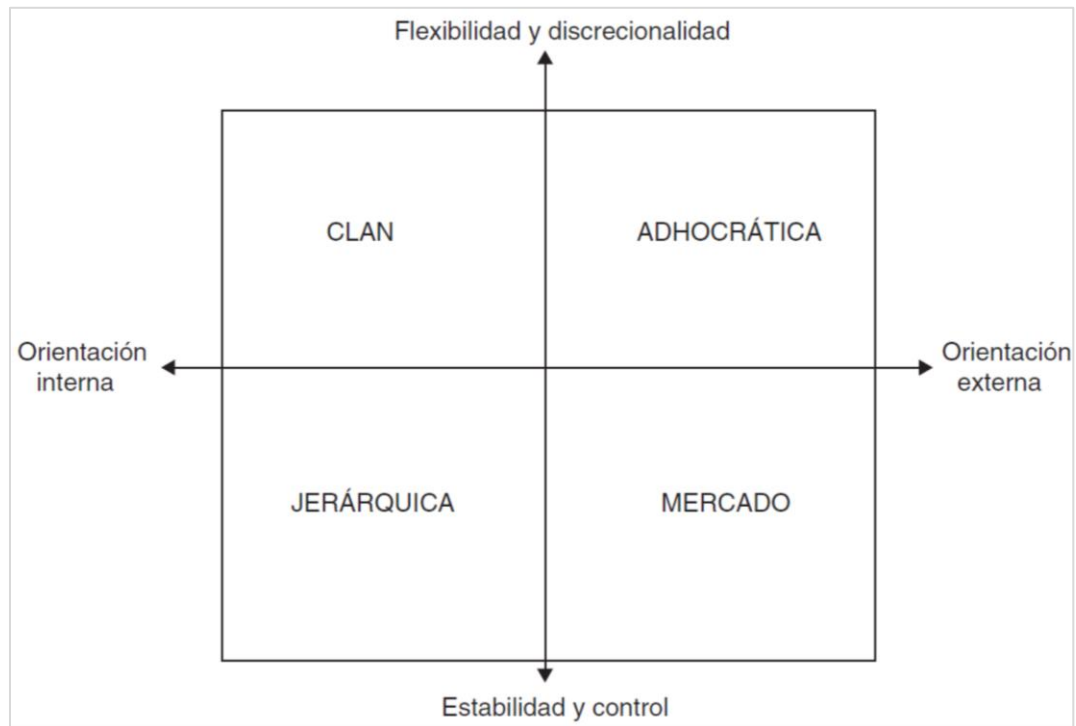 Flexibilidad y discrecionalidad
CLAN
ADHOCRÁTICA
Orientación
interna
Orientación
externa
JERÁRQUICA
MERCADO
Estabilidad y control